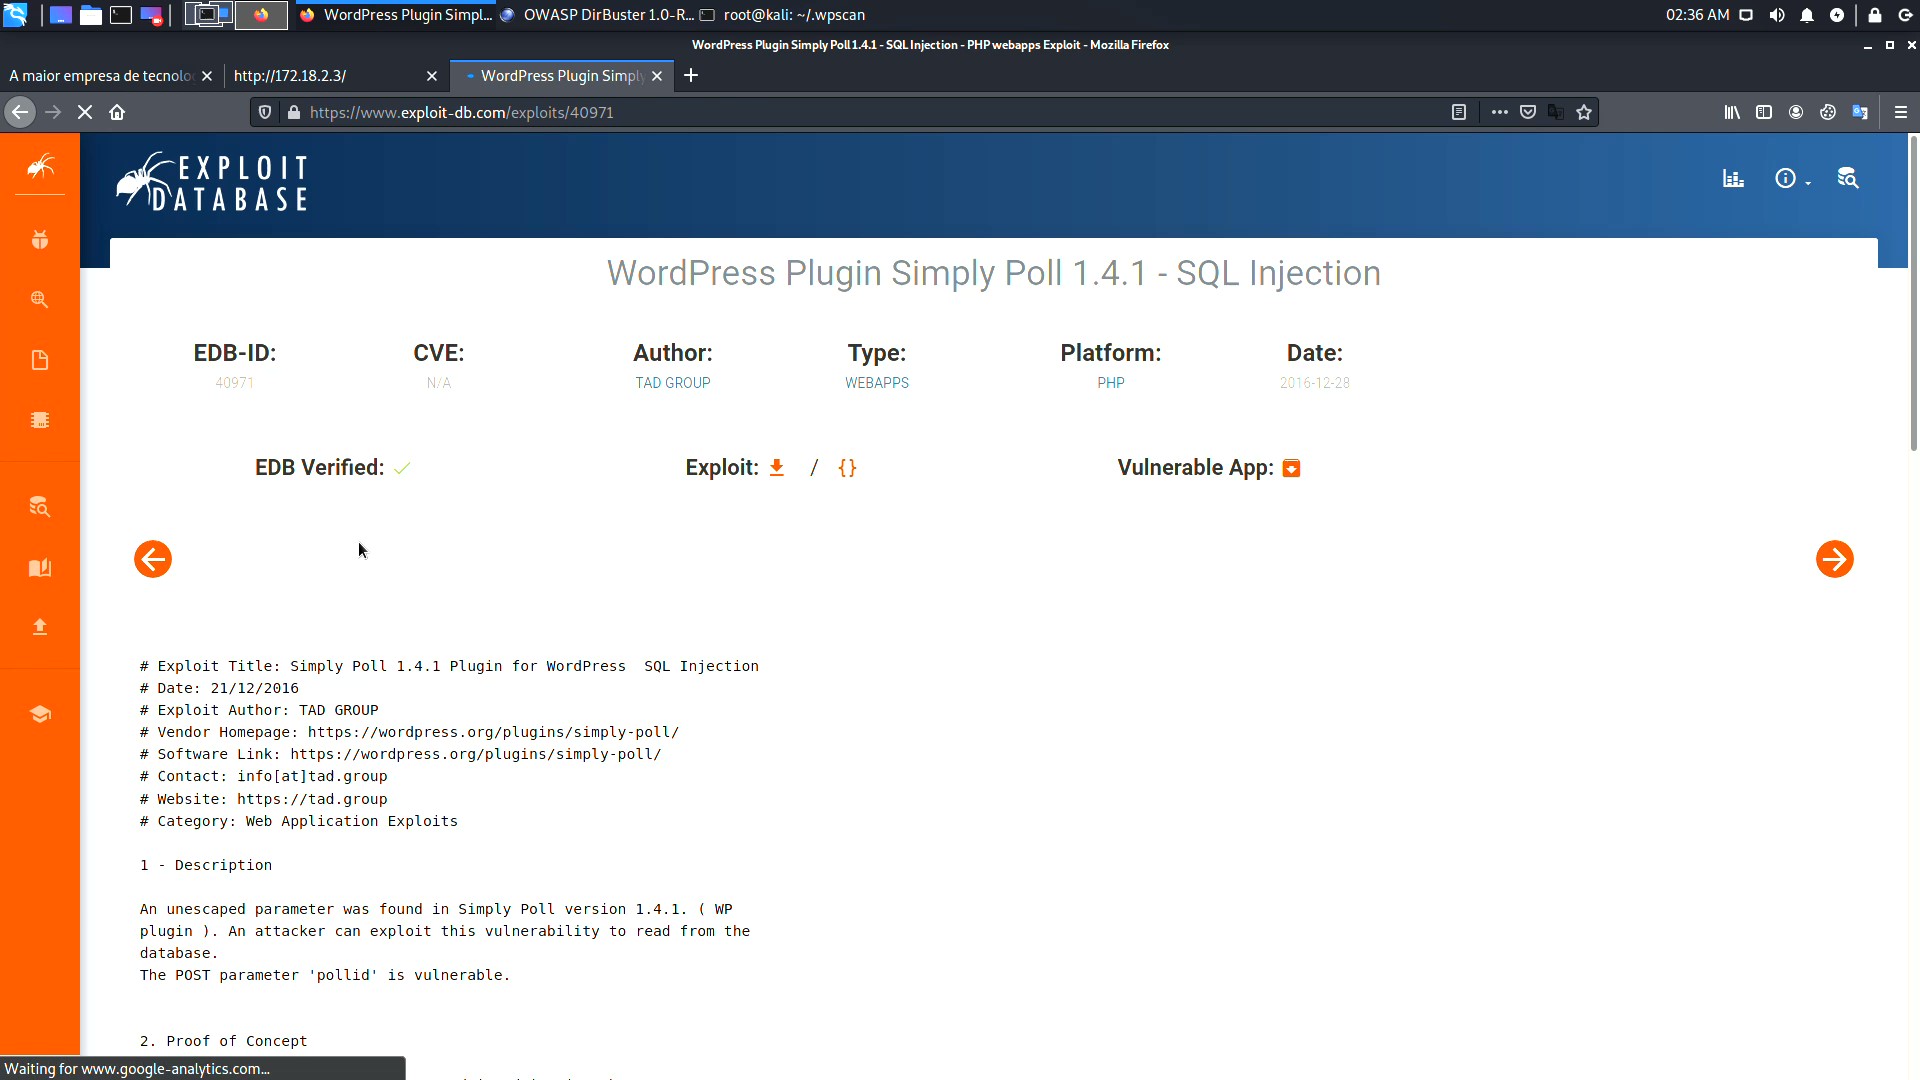 WordPress Plugin Simpl...
OWASP DirBuster 1.0-R...
root@kali: ~/.wpscan
02:36 AM
WordPress Plugin Simply Poll 1.4.1 - SQL Injection - PHP webapps Exploit - Mozilla Firefox
A maior empresa de tecnolo
http://172.18.2.3/
WordPress Plugin Simply
https://www.exploit-db.com/exploits/40971
EXPLOIT
DATABASE
WordPress Plugin Simply Poll 1.4.1 - SQL Injection
EDB-ID:
40971
CVE:
N/A
Author:
TAD GROUP
Type:
WEBAPPS
Platform:
PHP
Date:
2016-12-28
EDB Verified:
Exploit: / {}
Vulnerable App:
# Exploit Title: Simply Poll 1.4.1 Plugin for WordPress  SQL Injection
# Date: 21/12/2016
# Exploit Author: TAD GROUP
# Vendor Homepage: https://wordpress.org/plugins/simply-poll/
# Software Link: https://wordpress.org/plugins/simply-poll/
# Contact: info[at]tad.group
# Website: https://tad.group
# Category: Web Application Exploits
1 - Description
An unescaped parameter was found in Simply Poll version 1.4.1. ( WP
plugin ). An attacker can exploit this vulnerability to read from the
database.
The POST parameter 'pollid' is vulnerable.
2. Proof of Concept
Waiting for www.google-analytics.com...